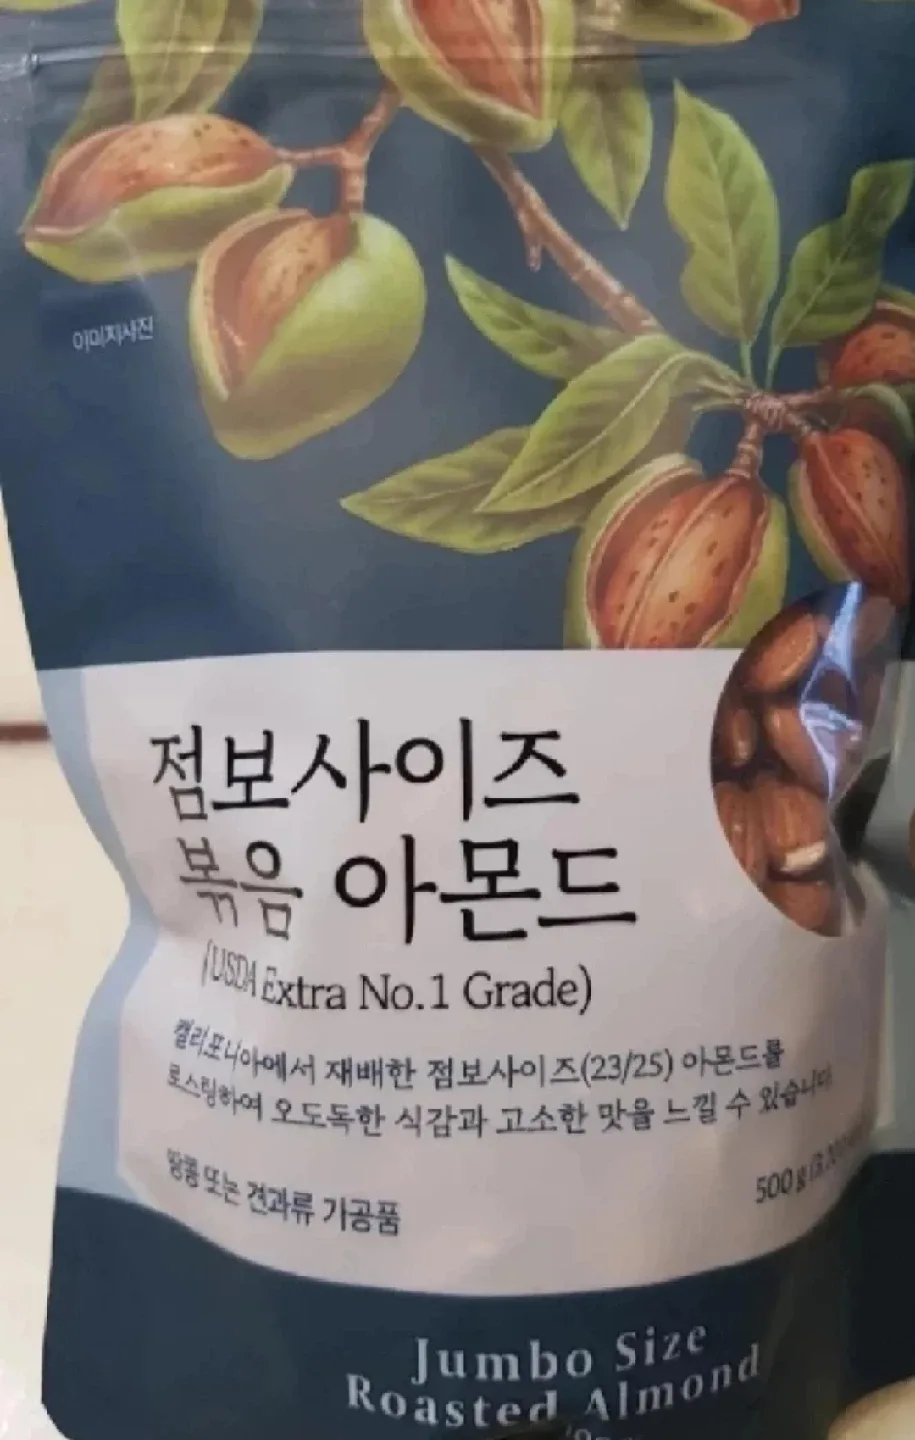 이미지사진
점보사이즈
볶음 아몬드
(USDA Extra No.1 Grade)
캘리포니아에서 재배한 점보사이즈(23/25) 아몬드를
로스팅하여 오도독한 식감과 고소한 맛을 느낄 수 있습니다
땅콩 또는 견과류 가공품
500g
Jumbo Size
Roasted Almond